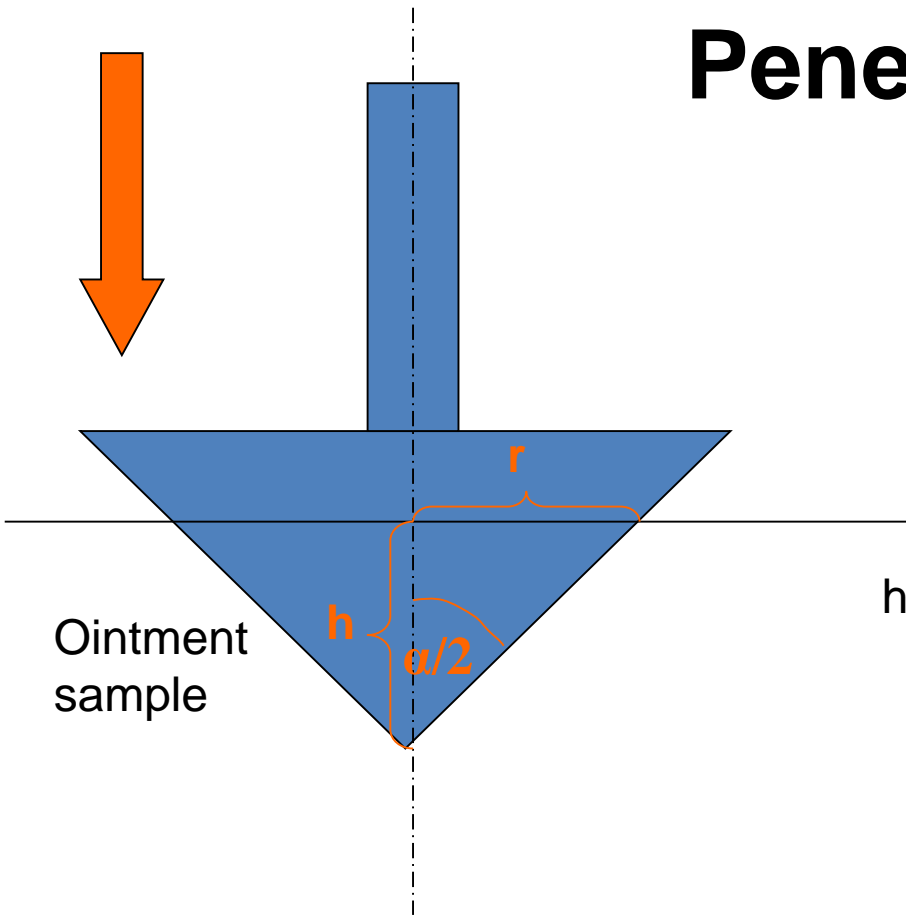 Pene
r
h
h
α/2
Ointment
sample